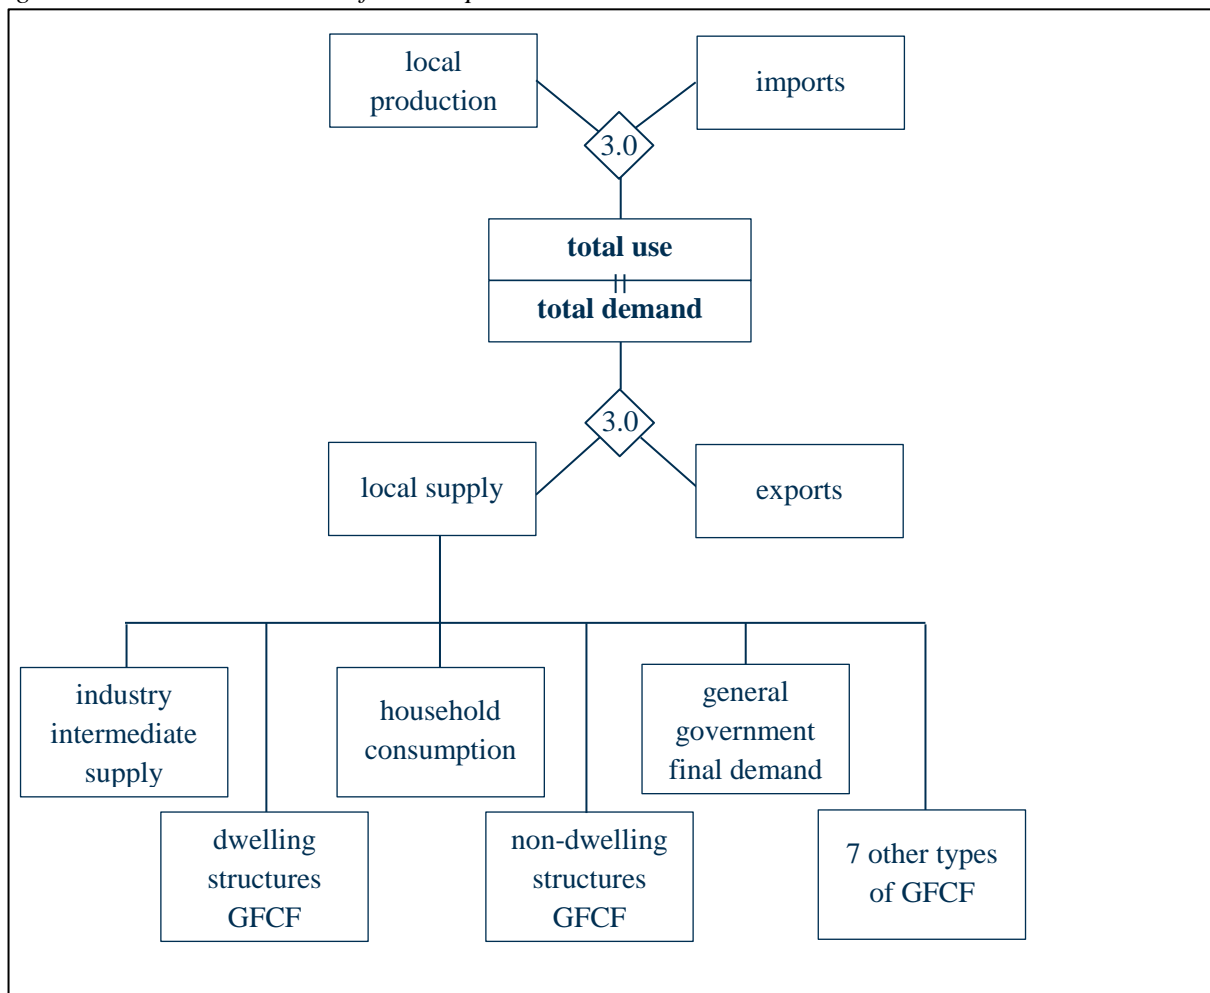 local
production
imports
3.0
total use
total demand
3.0
local supply
exports
industry
intermediate
supply
household
consumption
general
government
final demand
dwelling
structures
GFCF
non-dwelling
structures
GFCF
7 other types
of GFCF